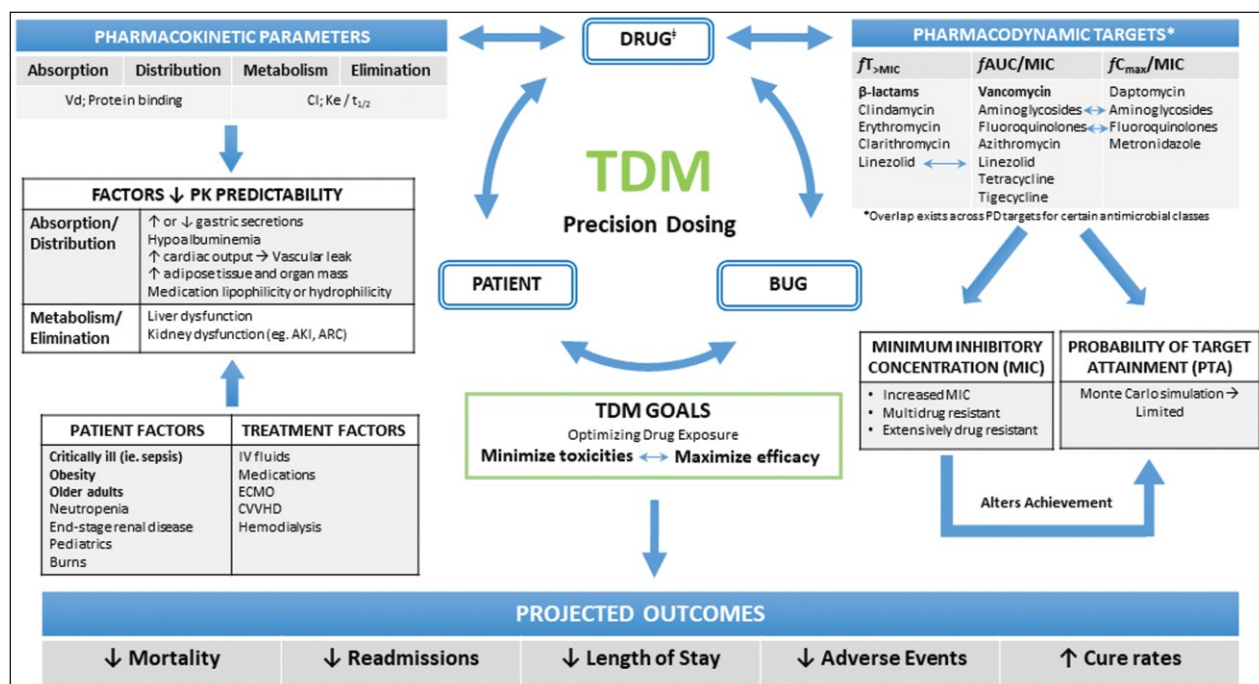 PHARMACOKINETIC PARAMETERS
Absorption Distribution Metabolism Elimination
Vd; Protein binding Cl; Ke / t1/2
DRUG‡
PHARMACODYNAMIC TARGETS*
fT>MIC fAUC/MIC fCmax/MIC
β-lactams Vancomycin Daptomycin
Clindamycin Aminoglycosides ↔ Aminoglycosides
Erythromycin Fluoroquinolones ↔ Fluoroquinolones
Clarithromycin Azithromycin Metronidazole
Linezolid ↔ Linezolid
Tetracycline
Tigecycline
*Overlap exists across PD targets for certain antimicrobial classes
TDM
Precision Dosing
PATIENT
BUG
FACTORS ↓ PK PREDICTABILITY
Absorption/
Distribution
↑ or ↓ gastric secretions
Hypoalbuminemia
↑ cardiac output → Vascular leak
↑ adipose tissue and organ mass
Medication lipophilicity or hydrophilicity
Metabolism/
Elimination
Liver dysfunction
Kidney dysfunction (eg. AKI, ARC)
PATIENT FACTORS
Critically ill (ie. sepsis)
Obesity
Older adults
Neutropenia
End-stage renal disease
Pediatrics
Burns
TREATMENT FACTORS
IV fluids
Medications
ECMO
CVVHD
Hemodialysis
TDM GOALS
Optimizing Drug Exposure
Minimize toxicities ↔ Maximize efficacy
MINIMUM INHIBITORY
CONCENTRATION (MIC)
• Increased MIC
• Multidrug resistant
• Extensively drug resistant
PROBABILITY OF TARGET
ATTAINMENT (PTA)
Monte Carlo simulation →
Limited
Alters Achievement
PROJECTED OUTCOMES
↓ Mortality ↓ Readmissions ↓ Length of Stay ↓ Adverse Events ↑ Cure rates